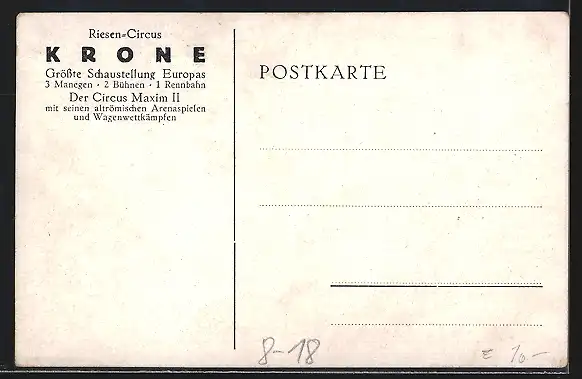 Riesen=Circus
KRONE
Größte Schaustellung Europas
3 Manegen · 2 Bühnen · 1 Rennbahn
Der Circus Maxim II
mit seinen altrömischen Arenaspielen
und Wagenwettkämpfen
POSTKARTE
8-18
€ 10.-